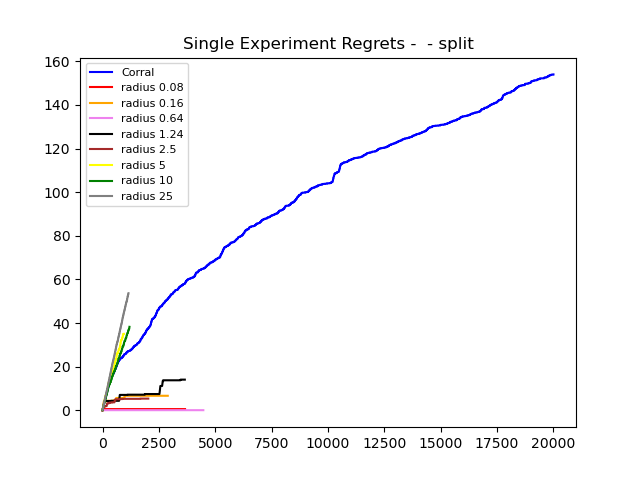 Single Experiment Regrets -  - split
160
140
120
100
80
60
40
20
0
Corral
radius 0.08
radius 0.16
radius 0.64
radius 1.24
radius 2.5
radius 5
radius 10
radius 25
0 2500 5000 7500 10000 12500 15000 17500 20000